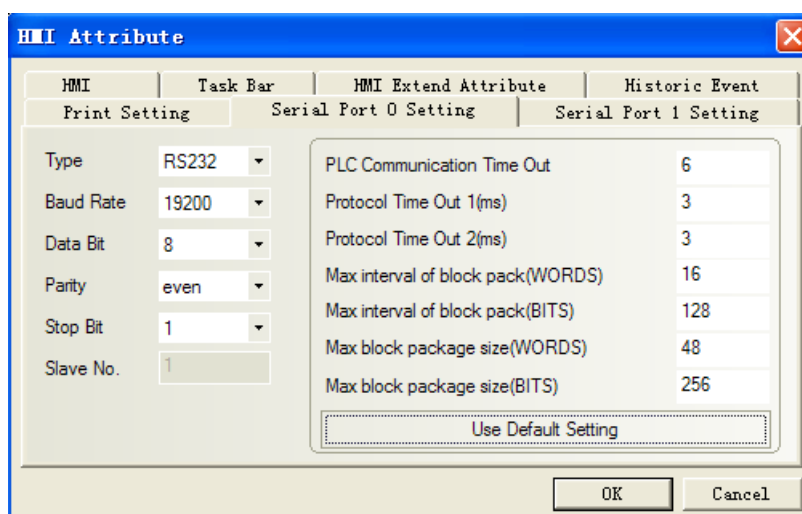 HMI Attribute
HMI Task Bar HMI Extend Attribute Historic Event
Print Setting Serial Port 0 Setting Serial Port 1 Setting
Type RS232
Baud Rate 19200
Data Bit 8
Parity even
Stop Bit 1
Slave No. 1
PLC Communication Time Out 6
Protocol Time Out 1(ms) 3
Protocol Time Out 2(ms) 3
Max interval of block pack(WORDS) 16
Max interval of block pack(BITS) 128
Max block package size(WORDS) 48
Max block package size(BITS) 256
Use Default Setting
OK Cancel